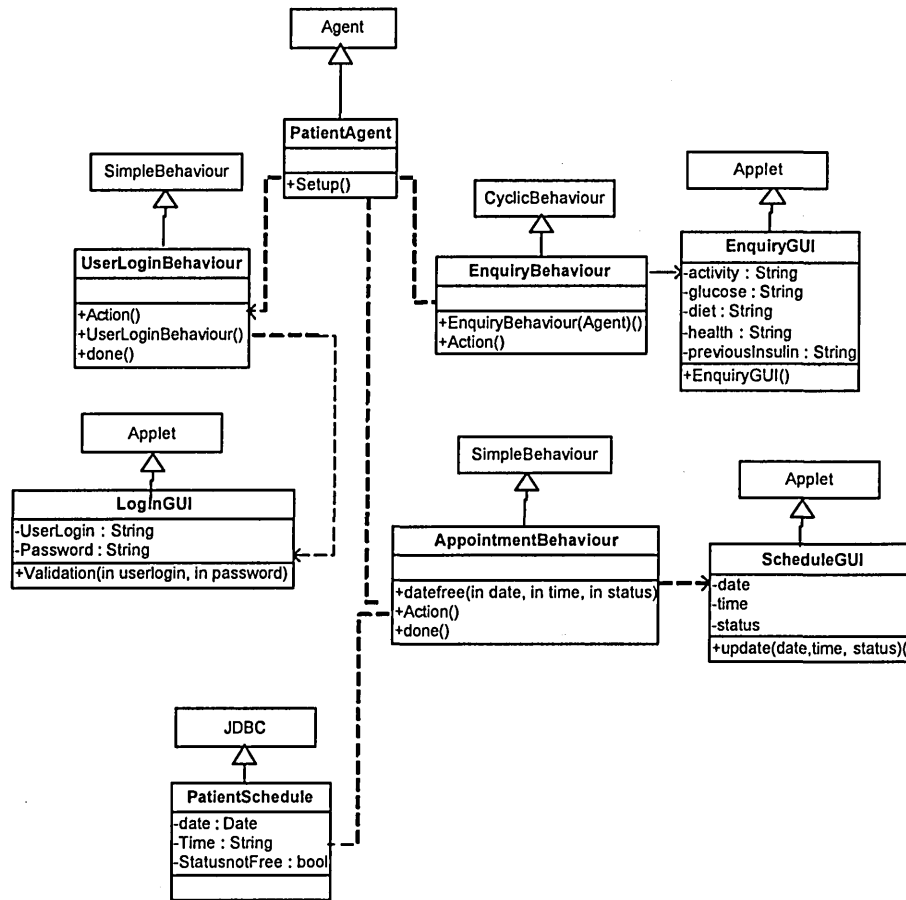 Agent
PatientAgent
+Setup()
SimpleBehaviour
UserLoginBehaviour
+Action()
+UserLoginBehaviour()
+done()
CyclicBehaviour
EnquiryBehaviour
+EnquiryBehaviour(Agent)()
+Action()
Applet
EnquiryGUI
-activity : String
-glucose : String
-diet : String
-health : String
-previousInsulin : String
+EnquiryGUI()
Applet
LoginGUI
-UserLogin : String
-Password : String
+Validation(in userlogin, in password)
SimpleBehaviour
AppointmentBehaviour
+datefree(in date, in time, in status)
+Action()
+done()
Applet
ScheduleGUI
-date
-time
-status
+update(date,time, status)(
JDBC
PatientSchedule
-date : Date
-Time : String
-StatusnotFree : bool